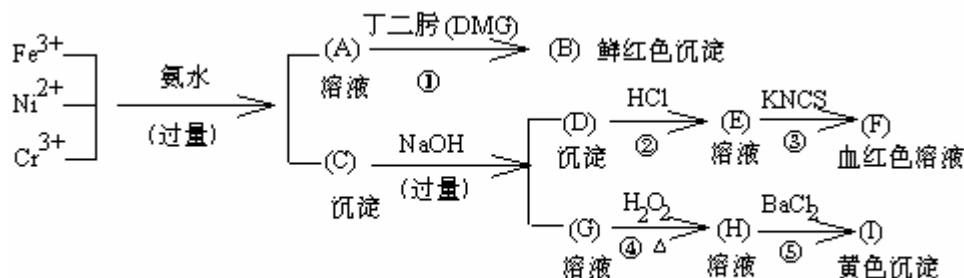 Fe³⁺
Ni²⁺
Cr³⁺
氨水
(过量)
(A) 丁二肟(DMG) (B) 鲜红色沉淀
溶液 ①
(C) NaOH
沉淀 (过量)
(D) HCl (E) KNCS (F)
沉淀 ② 溶液 ③ 血红色溶液
(G) H₂O₂ (H) BaCl₂ (I)
溶液 ④ △ 溶液 ⑤ 黄色沉淀